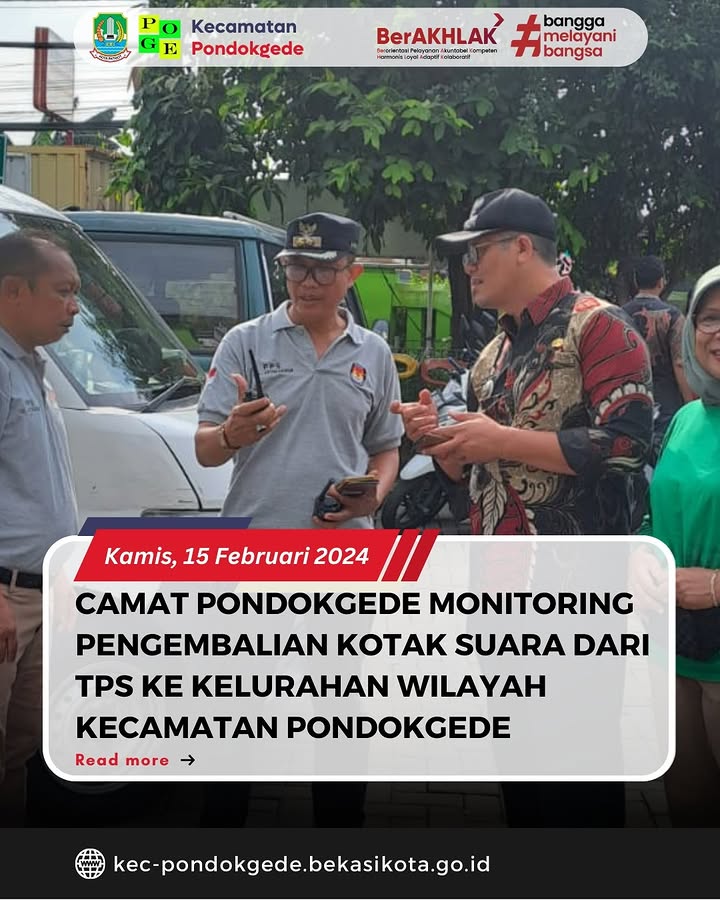 POGE
Kecamatan
Pondokgede
BerAKHLAK
Berorientasi Pelayanan Akuntabel Kompeten
Harmonis Loyal Adaptif Kolaboratif
#bangga
melayani
bangsa
PPS
Kamis, 15 Februari 2024
CAMAT PONDOKGEDE MONITORING
PENGEMBALIAN KOTAK SUARA DARI
TPS KE KELURAHAN WILAYAH
KECAMATAN PONDOKGEDE
Read more →
kec-pondokgede.bekasikota.go.id